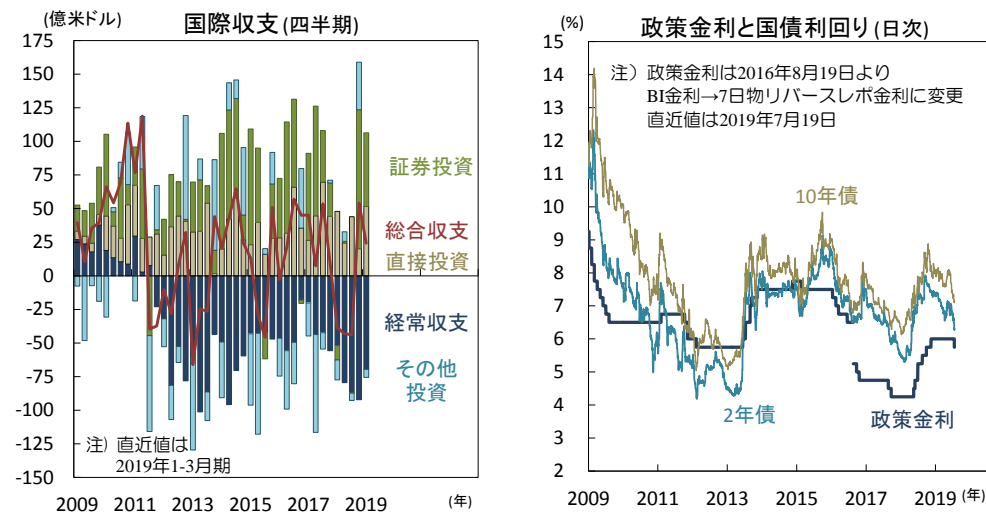 国際収支 (四半期)
(億米ドル)
175
150
125
100
75
50
25
0
-25
-50
-75
-100
-125
-150
証券投資
総合収支
直接投資
経常収支
その他
投資
注) 直近値は
2019年1-3月期
2009 2011 2013 2015 2017 2019 (年)
政策金利と国債利回り (日次)
(%)
15
14
13
12
11
10
9
8
7
6
5
4
3
2
注) 政策金利は2016年8月19日より
BI金利→7日物リバースレポ金利に変更
直近値は2019年7月19日
10年債
2年債
政策金利
2009 2011 2013 2015 2017 2019 (年)